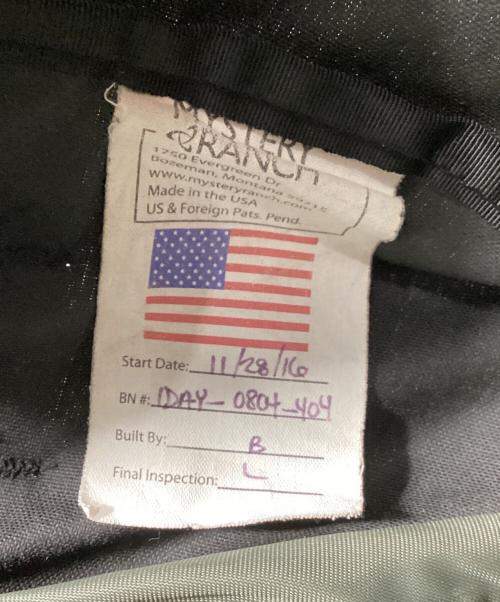 MYSTERY
RANCH
1750 Evergreen Dr
Bozeman, Montana
www.mysteryranch.com
Made in the USA
US & Foreign Pats. Pend.
Start Date: 11/28/16
BN #: 1DAY-0804-404
Built By: B
Final Inspection: L